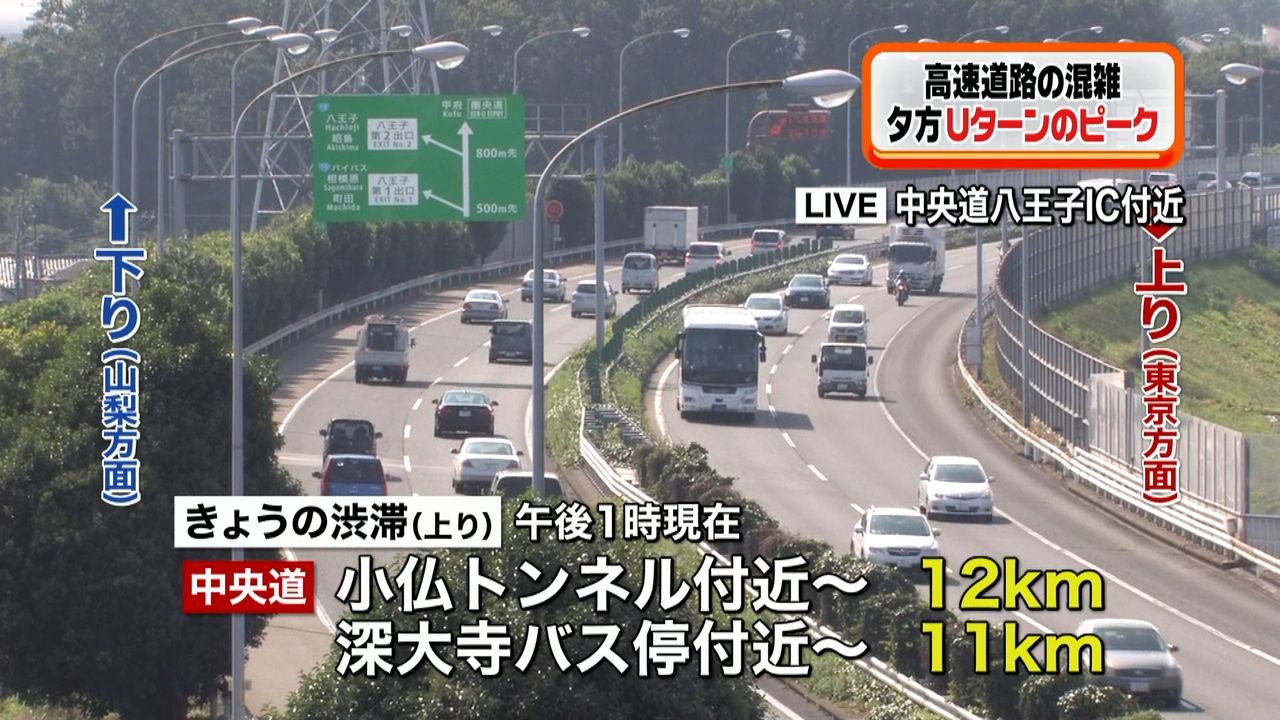 高速道路の混雑
夕方Uターンのピーク
LIVE 中央道八王子IC付近
下り(山梨方面)
上り(東京方面)
八王子
Hachioji
昭島
Akishima
八王子
第2出口
EXIT No.2
甲府
Kofu
圏央道
KEN-O EXPWY
800m先
バイパス
相模原
Sagamihara
町田
Machida
八王子
第1出口
EXIT No.1
500m先
きょうの渋滞(上り) 午後1時現在
中央道 小仏トンネル付近〜 12km
深大寺バス停付近〜 11km